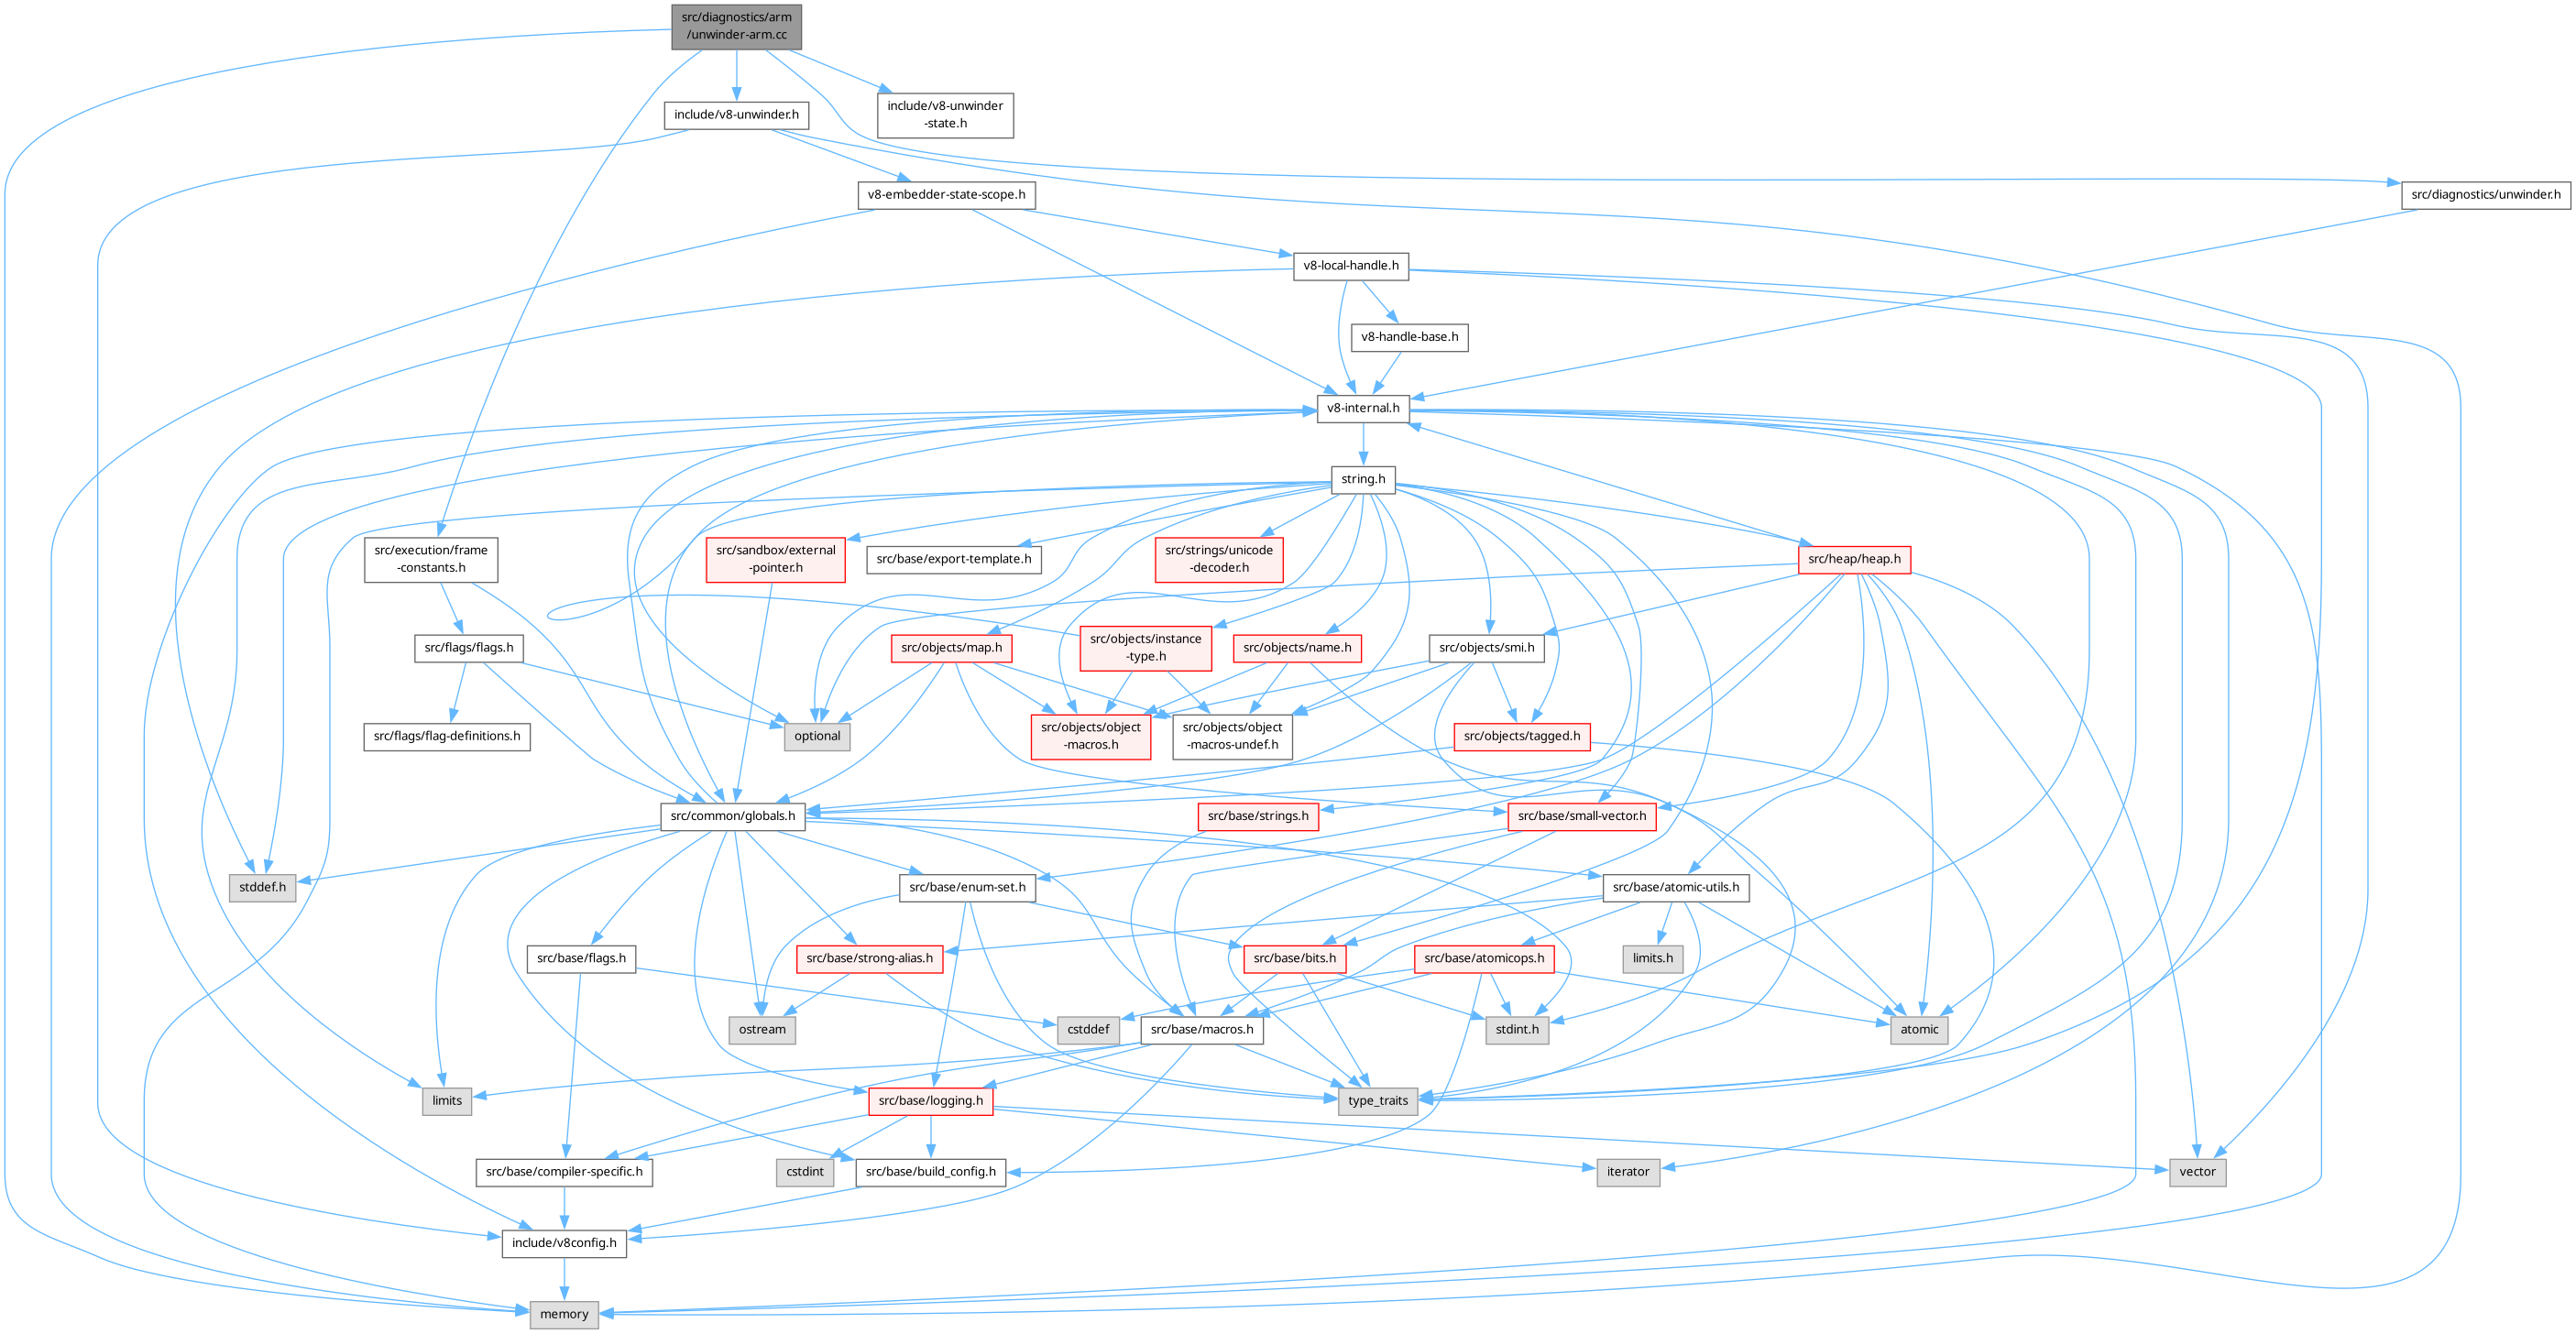 src/diagnostics/arm
/unwinder-arm.cc
include/v8-unwinder.h
include/v8-unwinder
-state.h
v8-embedder-state-scope.h
src/diagnostics/unwinder.h
v8-local-handle.h
v8-handle-base.h
v8-internal.h
string.h
src/execution/frame
-constants.h
src/sandbox/external
-pointer.h
src/base/export-template.h
src/strings/unicode
-decoder.h
src/heap/heap.h
src/flags/flags.h
src/objects/map.h
src/objects/instance
-type.h
src/objects/name.h
src/objects/smi.h
src/flags/flag-definitions.h
optional
src/objects/object
-macros.h
src/objects/object
-macros-undef.h
src/objects/tagged.h
src/common/globals.h
src/base/strings.h
src/base/small-vector.h
stddef.h
src/base/enum-set.h
src/base/atomic-utils.h
src/base/flags.h
src/base/strong-alias.h
src/base/bits.h
src/base/atomicops.h
limits.h
ostream
cstddef
src/base/macros.h
stdint.h
atomic
limits
src/base/logging.h
type_traits
src/base/compiler-specific.h
cstdint
src/base/build_config.h
iterator
vector
include/v8config.h
memory